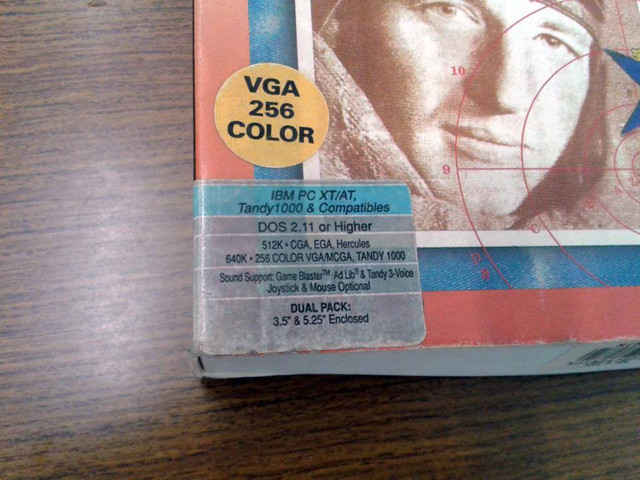 VGA
256
COLOR
10
9
8
IBM PC XT/AT,
Tandy1000 & Compatibles
DOS 2.11 or Higher
512K • CGA, EGA, Hercules
640K • 256 COLOR VGA/MCGA, TANDY 1000
Sound Support: Game Blaster™ Ad Lib® & Tandy 3-Voice
Joystick & Mouse Optional
DUAL PACK:
3.5" & 5.25" Enclosed